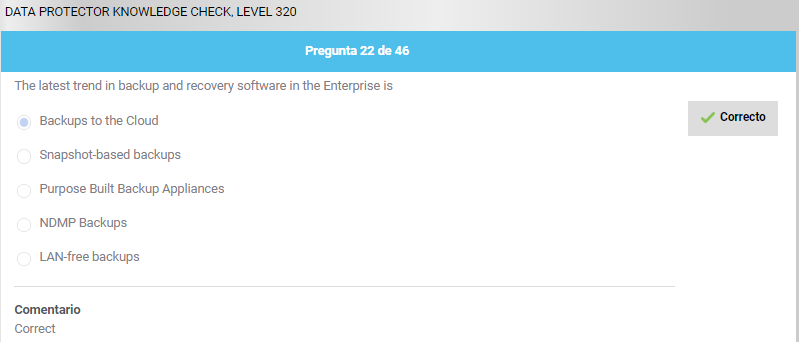 DATA PROTECTOR KNOWLEDGE CHECK, LEVEL 320
Pregunta 22 de 46
The latest trend in backup and recovery software in the Enterprise is
Backups to the Cloud
Correcto
Snapshot-based backups
Purpose Built Backup Appliances
NDMP Backups
LAN-free backups
Comentario
Correct